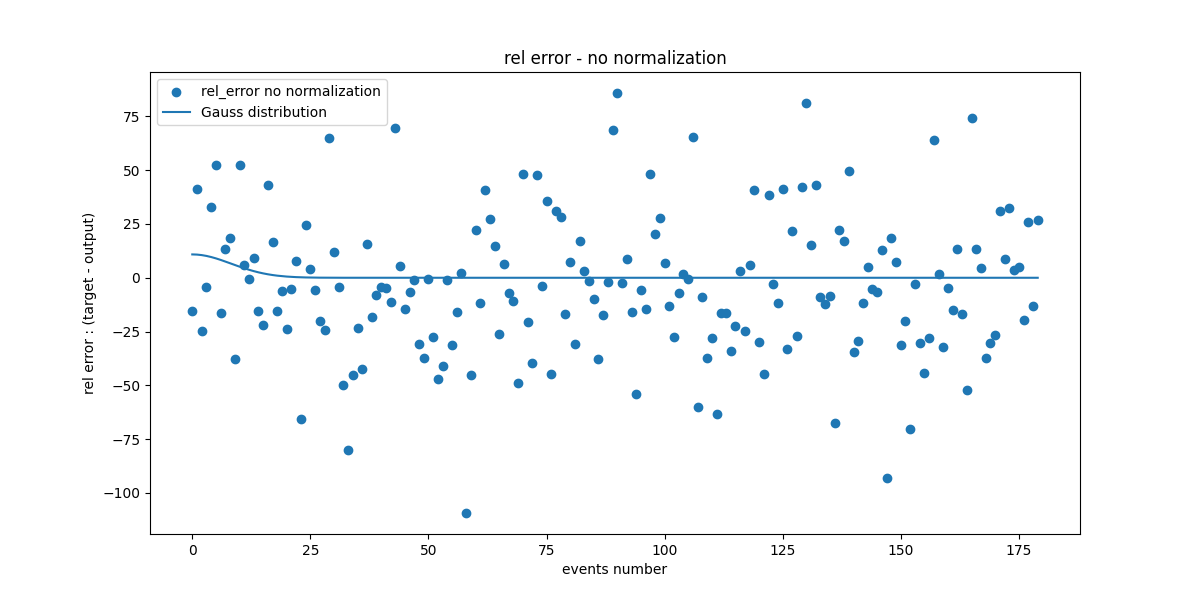 rel error - no normalization
rel_error no normalization
Gauss distribution
rel error : (target - output)
75
50
25
0
−25
−50
−75
−100
0 25 50 75 100 125 150 175
events number